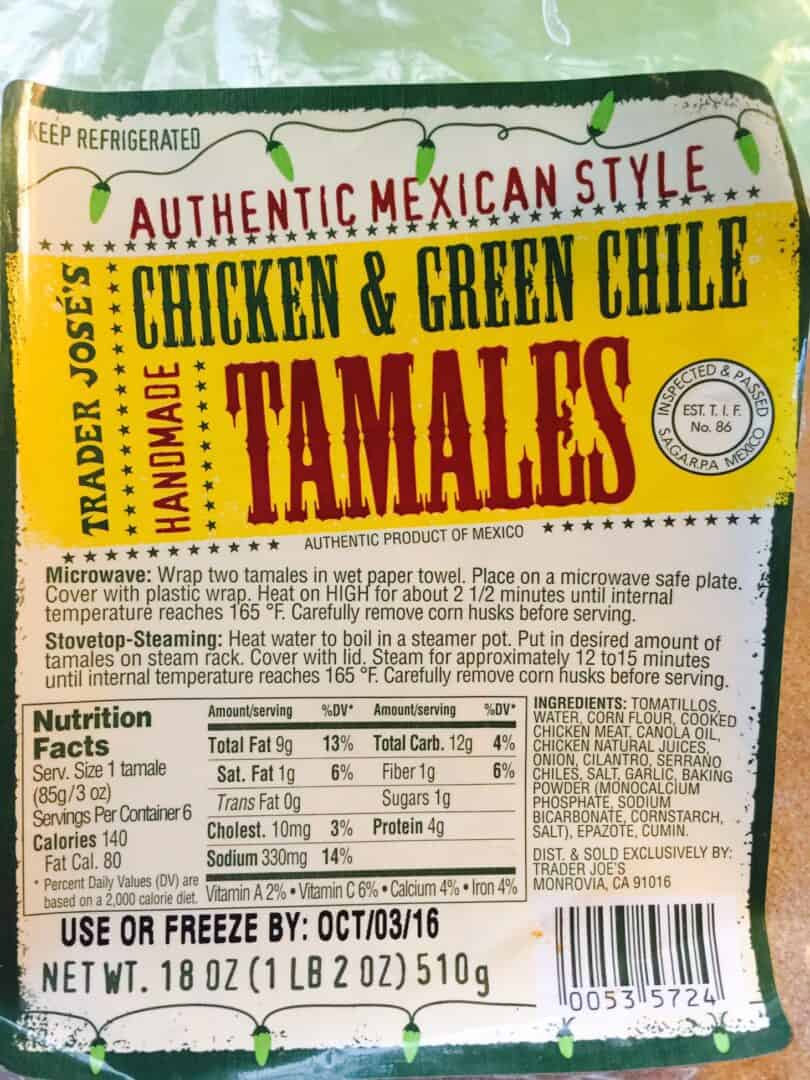 KEEP REFRIGERATED
AUTHENTIC MEXICAN STYLE
TRADER JOSÉ'S
HANDMADE
CHICKEN & GREEN CHILE
TAMALES
INSPECTED & PASSED
EST. T. I. F.
No. 86
S.A.G.A.R.P.A MEXICO
AUTHENTIC PRODUCT OF MEXICO
Microwave: Wrap two tamales in wet paper towel. Place on a microwave safe plate.
Cover with plastic wrap. Heat on HIGH for about 2 1/2 minutes until internal
temperature reaches 165 °F. Carefully remove corn husks before serving.
Stovetop-Steaming: Heat water to boil in a steamer pot. Put in desired amount of
tamales on steam rack. Cover with lid. Steam for approximately 12 to15 minutes
until internal temperature reaches 165 °F. Carefully remove corn husks before serving.
Nutrition
Facts
Serv. Size 1 tamale
(85g/3 oz)
Servings Per Container 6
Calories 140
Fat Cal. 80
* Percent Daily Values (DV) are
based on a 2,000 calorie diet.
Amount/serving %DV* Amount/serving %DV*
Total Fat 9g 13% Total Carb. 12g 4%
Sat. Fat 1g 6% Fiber 1g 6%
Trans Fat 0g Sugars 1g
Cholest. 10mg 3% Protein 4g
Sodium 330mg 14%
Vitamin A 2% • Vitamin C 6% • Calcium 4% • Iron 4%
INGREDIENTS: TOMATILLOS,
WATER, CORN FLOUR, COOKED
CHICKEN MEAT, CANOLA OIL,
CHICKEN NATURAL JUICES,
ONION, CILANTRO, SERRANO
CHILES, SALT, GARLIC, BAKING
POWDER (MONOCALCIUM
PHOSPHATE, SODIUM
BICARBONATE, CORNSTARCH,
SALT), EPAZOTE, CUMIN.
DIST. & SOLD EXCLUSIVELY BY:
TRADER JOE'S
MONROVIA, CA 91016
USE OR FREEZE BY: OCT/03/16
NET WT. 18 OZ (1 LB 2 OZ) 510g
0053 5724